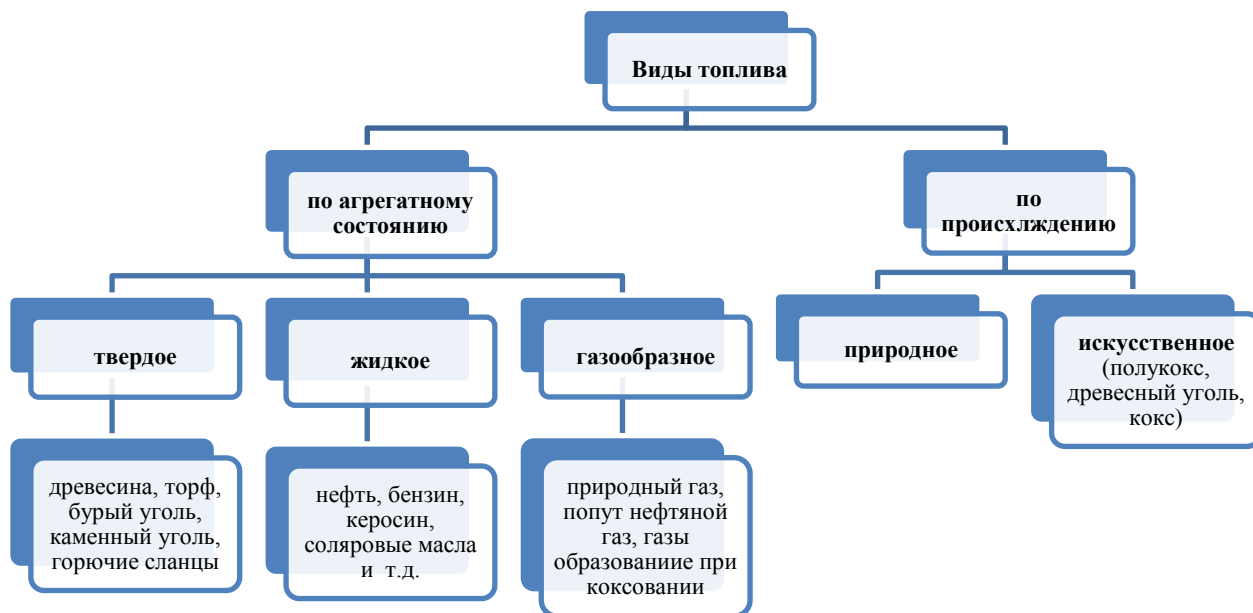 Виды топлива
по агрегатному
состоянию
по
происхлждению
твердое
жидкое
газообразное
природное
искусственное
(полукокс,
древесный уголь,
кокс)
древесина, торф,
бурый уголь,
каменный уголь,
горючие сланцы
нефть, бензин,
керосин,
соляровые масла
и т.д.
природный газ,
попут нефтяной
газ, газы
образованиие при
коксовании